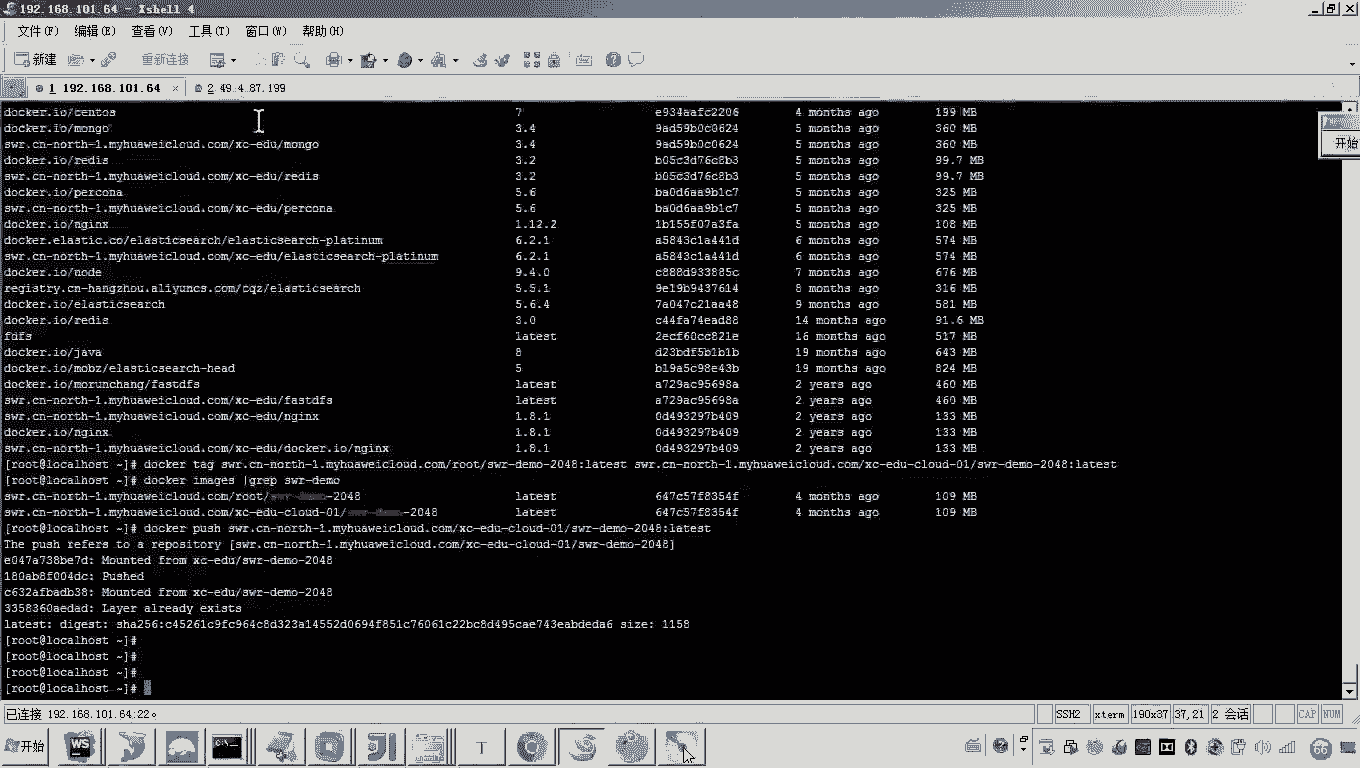 192.168.101.64 - Xshell 4
文件(F) 编辑(E) 查看(V) 工具(T) 窗口(W) 帮助(H)
新建 重新连接
1 192.168.101.64 × 2 49.4.87.199
docker.io/centos 7 e934aafc2206 4 months ago 199 MB
docker.io/mongo 3.4 9ad59b0c0624 5 months ago 360 MB
swr.cn-north-1.myhuaweicloud.com/xc-edu/mongo 3.4 9ad59b0c0624 5 months ago 360 MB
docker.io/redis 3.2 b05c3d76c8b3 5 months ago 99.7 MB
swr.cn-north-1.myhuaweicloud.com/xc-edu/redis 3.2 b05c3d76c8b3 5 months ago 99.7 MB
docker.io/percona 5.6 ba0d6aa9b1c7 5 months ago 325 MB
swr.cn-north-1.myhuaweicloud.com/xc-edu/percona 5.6 ba0d6aa9b1c7 5 months ago 325 MB
docker.io/nginx 1.12.2 1b155f07a3fa 5 months ago 108 MB
docker.elastic.co/elasticsearch/elasticsearch-platinum 6.2.1 a5843c1a441d 6 months ago 574 MB
swr.cn-north-1.myhuaweicloud.com/xc-edu/elasticsearch-platinum 6.2.1 a5843c1a441d 6 months ago 574 MB
docker.io/node 9.4.0 c888d933885c 7 months ago 676 MB
registry.cn-hangzhou.aliyuncs.com/tqz/elasticsearch 5.5.1 9e19b9437614 8 months ago 316 MB
docker.io/elasticsearch 5.6.4 7a047c21aa48 9 months ago 581 MB
docker.io/redis 3.0 c44fa74ead88 14 months ago 91.6 MB
fdfs latest 2ecf60cc821e 16 months ago 517 MB
docker.io/java 8 d23bdf5b1b1b 19 months ago 643 MB
docker.io/mobz/elasticsearch-head 5 b19a5c98e43b 19 months ago 824 MB
docker.io/morunchang/fastdfs latest a729ac95698a 2 years ago 460 MB
swr.cn-north-1.myhuaweicloud.com/xc-edu/fastdfs latest a729ac95698a 2 years ago 460 MB
swr.cn-north-1.myhuaweicloud.com/xc-edu/nginx 1.8.1 0d493297b409 2 years ago 133 MB
docker.io/nginx 1.8.1 0d493297b409 2 years ago 133 MB
swr.cn-north-1.myhuaweicloud.com/xc-edu/docker.io/nginx 1.8.1 0d493297b409 2 years ago 133 MB
[root@localhost ~]# docker tag swr.cn-north-1.myhuaweicloud.com/root/swr-demo-2048:latest swr.cn-north-1.myhuaweicloud.com/xc-edu-cloud-01/swr-demo-2048:latest
[root@localhost ~]# docker images |grep swr-demo
swr.cn-north-1.myhuaweicloud.com/root/swr-demo-2048 latest 647c57f8354f 4 months ago 109 MB
swr.cn-north-1.myhuaweicloud.com/xc-edu-cloud-01/swr-demo-2048 latest 647c57f8354f 4 months ago 109 MB
[root@localhost ~]# docker push swr.cn-north-1.myhuaweicloud.com/xc-edu-cloud-01/swr-demo-2048:latest
The push refers to a repository [swr.cn-north-1.myhuaweicloud.com/xc-edu-cloud-01/swr-demo-2048]
e047a738be7d: Mounted from xc-edu/swr-demo-2048
180ab8f004dc: Pushed
c632afbadb38: Mounted from xc-edu/swr-demo-2048
3358360aedad: Layer already exists
latest: digest: sha256:c45261c9fc964c8d323a14552d0694f851c76061c22bc8d495cae743eabdeda6 size: 1158
[root@localhost ~]#
[root@localhost ~]#
[root@localhost ~]#
[root@localhost ~]#
开始
已连接 192.168.101.64:22。 SSH2 xterm 190x37 37,21 2 会话 CAP NUM
开始 WS T 66